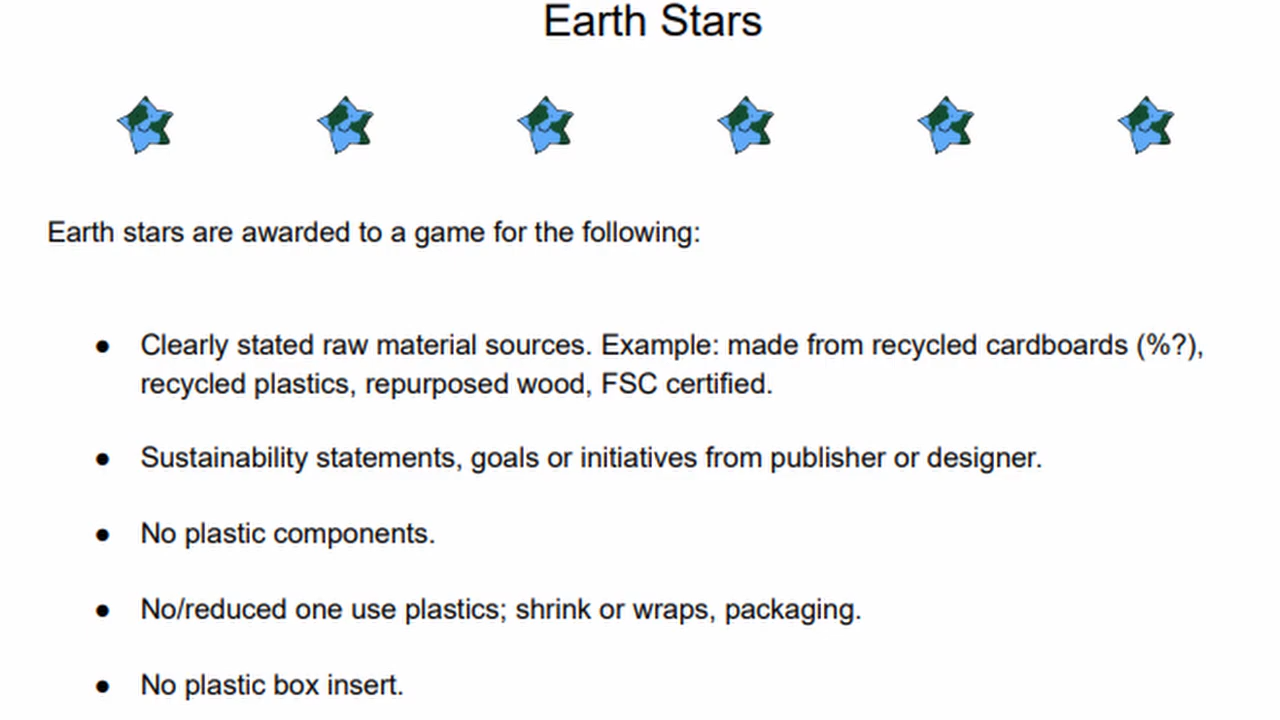 Earth Stars
Earth stars are awarded to a game for the following:
● Clearly stated raw material sources. Example: made from recycled cardboards (%?),
recycled plastics, repurposed wood, FSC certified.
● Sustainability statements, goals or initiatives from publisher or designer.
● No plastic components.
● No/reduced one use plastics; shrink or wraps, packaging.
● No plastic box insert.